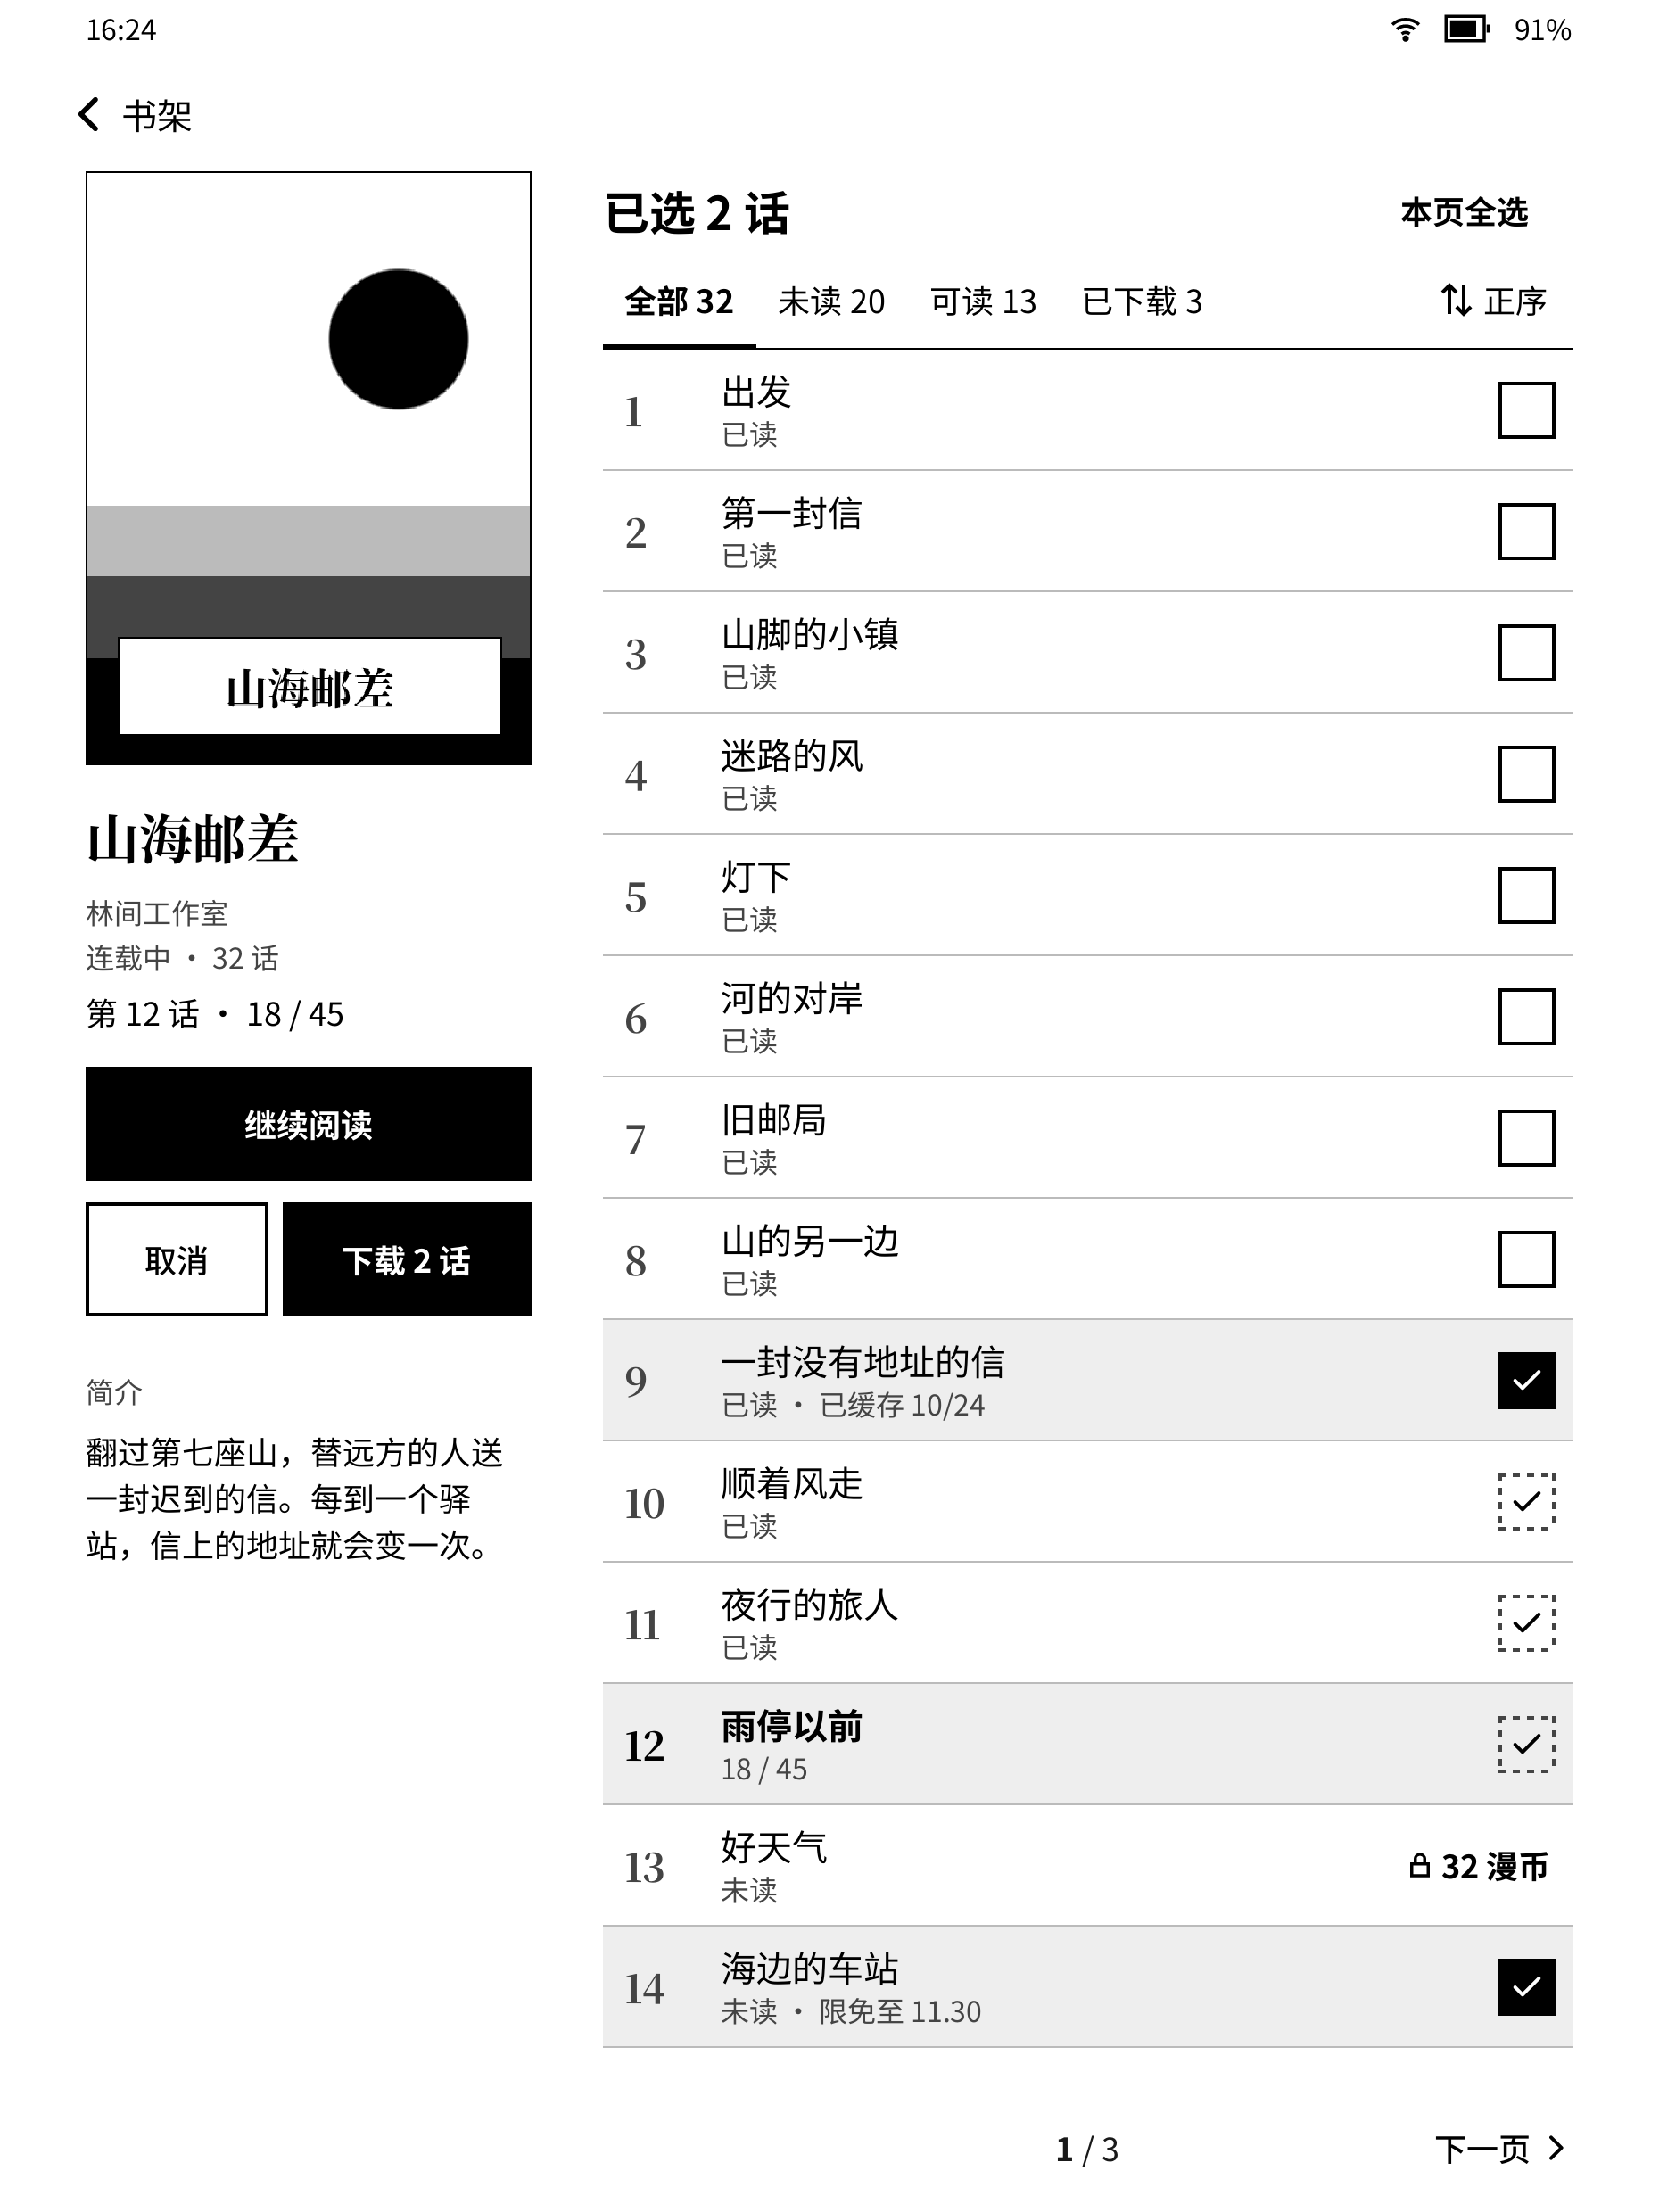 16:24
91%
书架
山海邮差
山海邮差
林间工作室
连载中 · 32 话
第 12 话 · 18 / 45
继续阅读
取消
下载 2 话
简介
翻过第七座山，替远方的人送
一封迟到的信。每到一个驿
站，信上的地址就会变一次。
已选 2 话
本页全选
全部 32 未读 20 可读 13 已下载 3 正序
1 出发
已读
2 第一封信
已读
3 山脚的小镇
已读
4 迷路的风
已读
5 灯下
已读
6 河的对岸
已读
7 旧邮局
已读
8 山的另一边
已读
9 一封没有地址的信
已读 · 已缓存 10/24
10 顺着风走
已读
11 夜行的旅人
已读
12 雨停以前
18 / 45
13 好天气
未读
32 漫币
14 海边的车站
未读 · 限免至 11.30
1 / 3
下一页